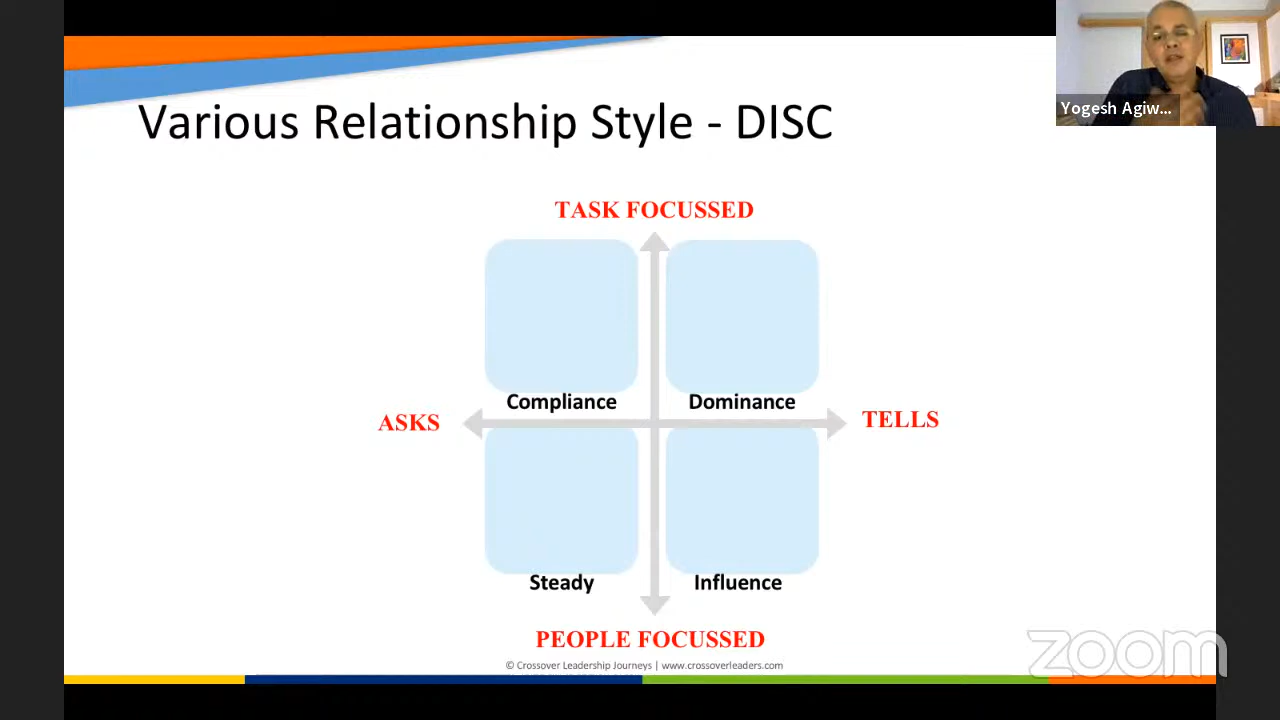 Yogesh Agiw...
Various Relationship Style - DISC
TASK FOCUSSED
Compliance
Dominance
ASKS
TELLS
Steady
Influence
PEOPLE FOCUSSED
© Crossover Leadership Journeys | www.crossoverleaders.com
zoom